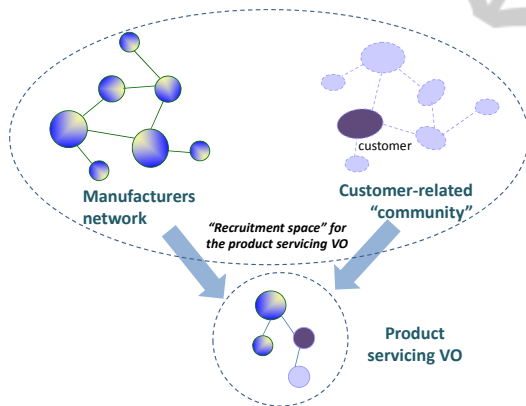 customer
Manufacturers
network
Customer-related
“community”
“Recruitment space” for
the product servicing VO
Product
servicing VO